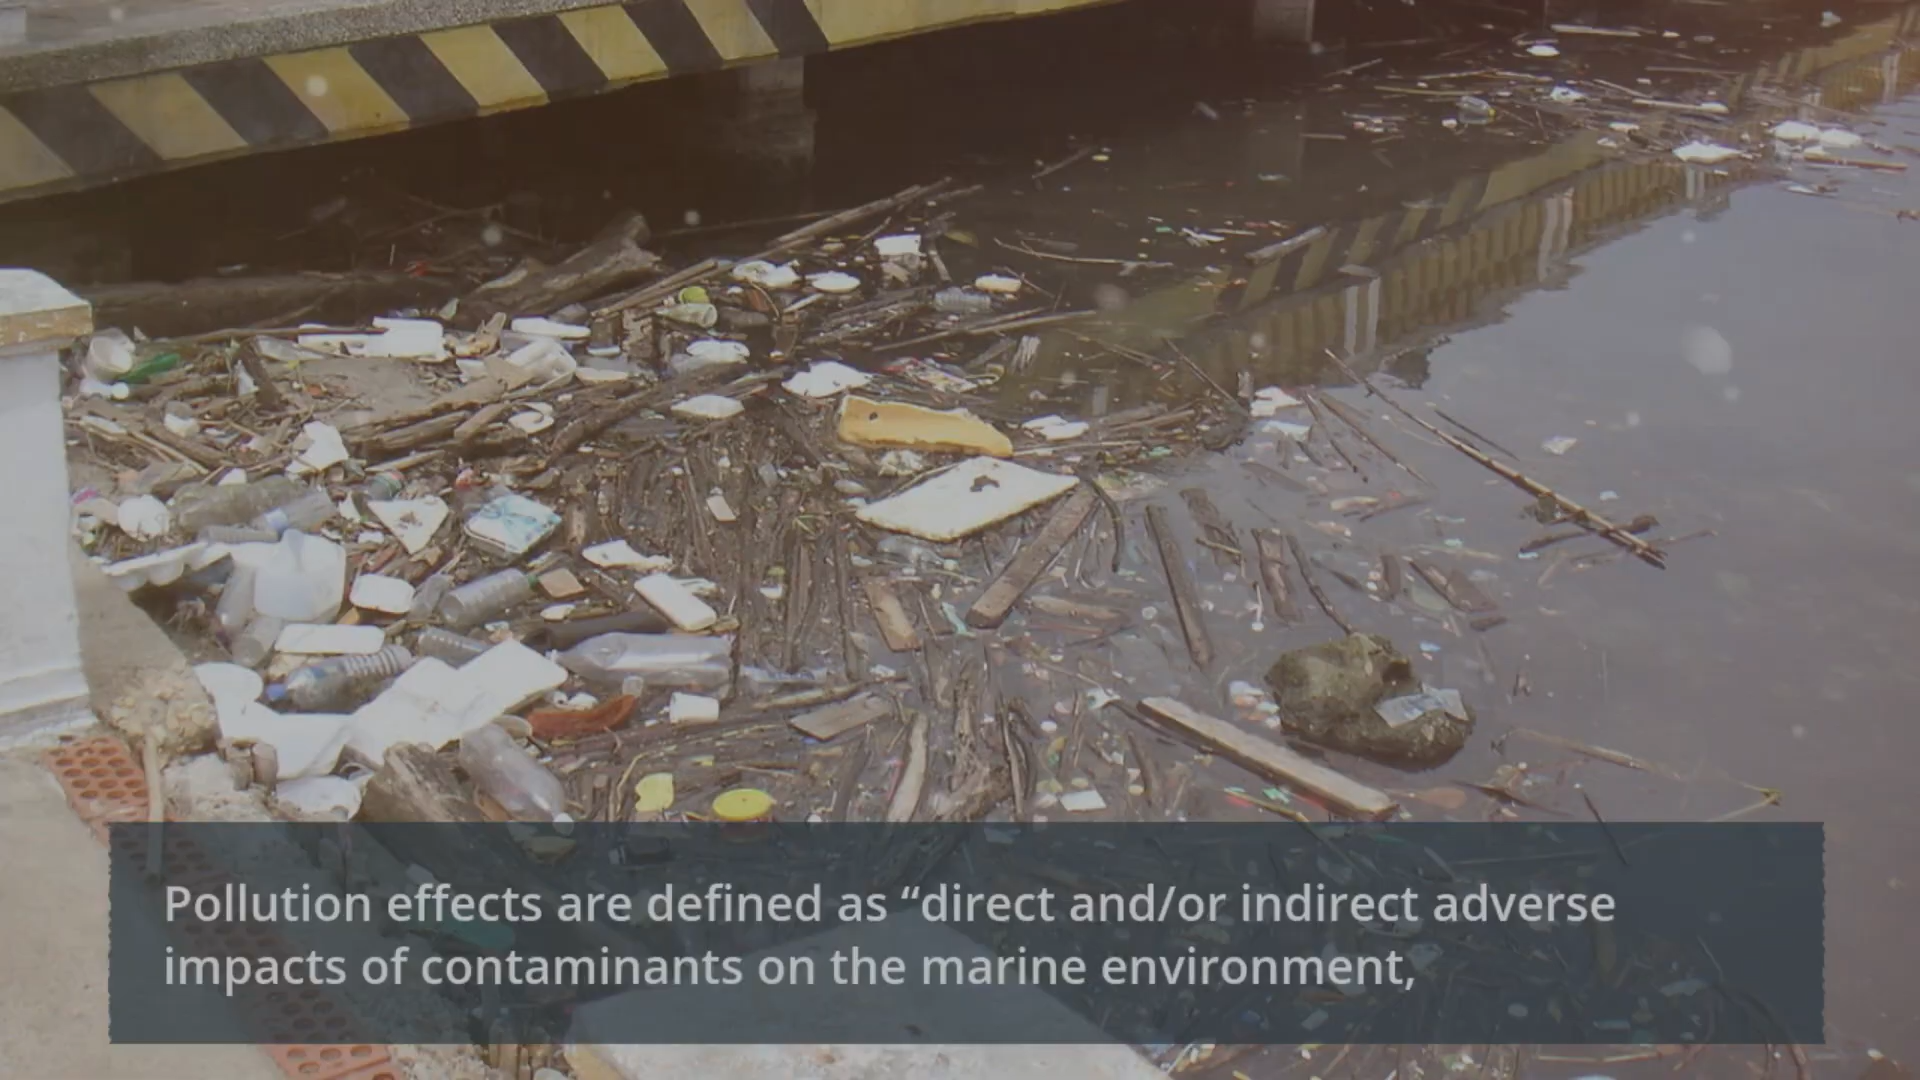 Pollution effects are defined as “direct and/or indirect adverse
impacts of contaminants on the marine environment,